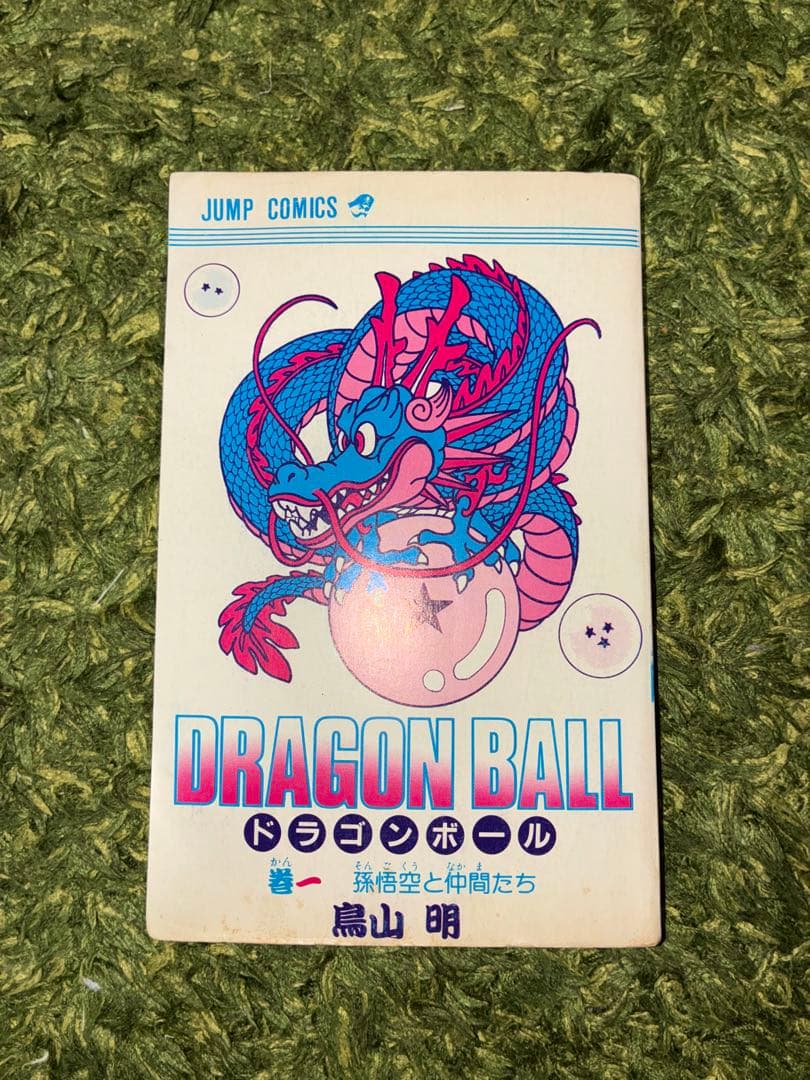 JUMP COMICS
DRAGON BALL
ドラゴンボール
かん そんごくう なかま
巻一 孫悟空と仲間たち
鳥山 明